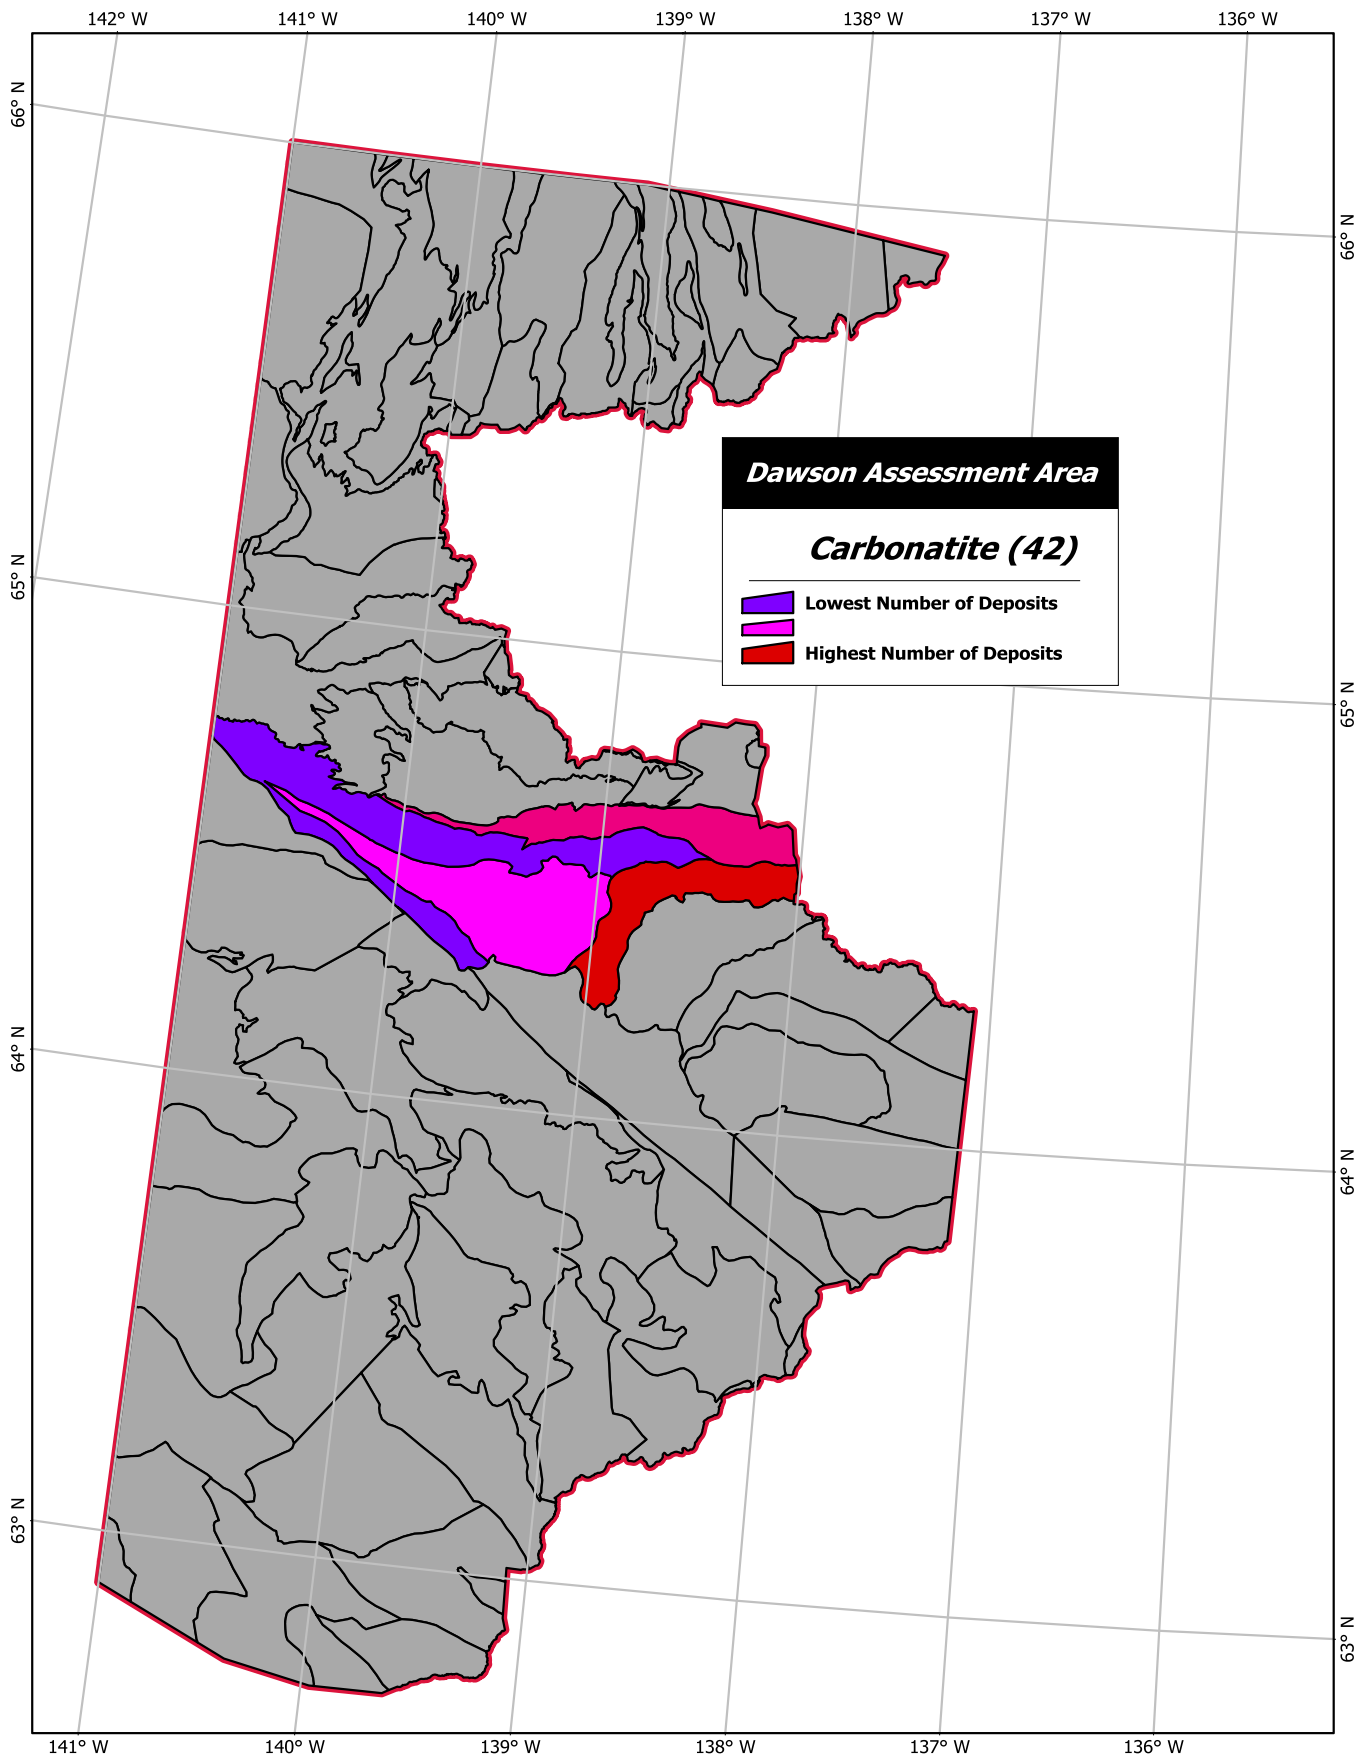 142° W 141° W 140° W 139° W 138° W 137° W 136° W
66° N
66° N
Dawson Assessment Area
Carbonatite (42)
65° N
Lowest Number of Deposits
Highest Number of Deposits
65° N
64° N
64° N
63° N
63° N
141° W 140° W 139° W 138° W 137° W 136° W